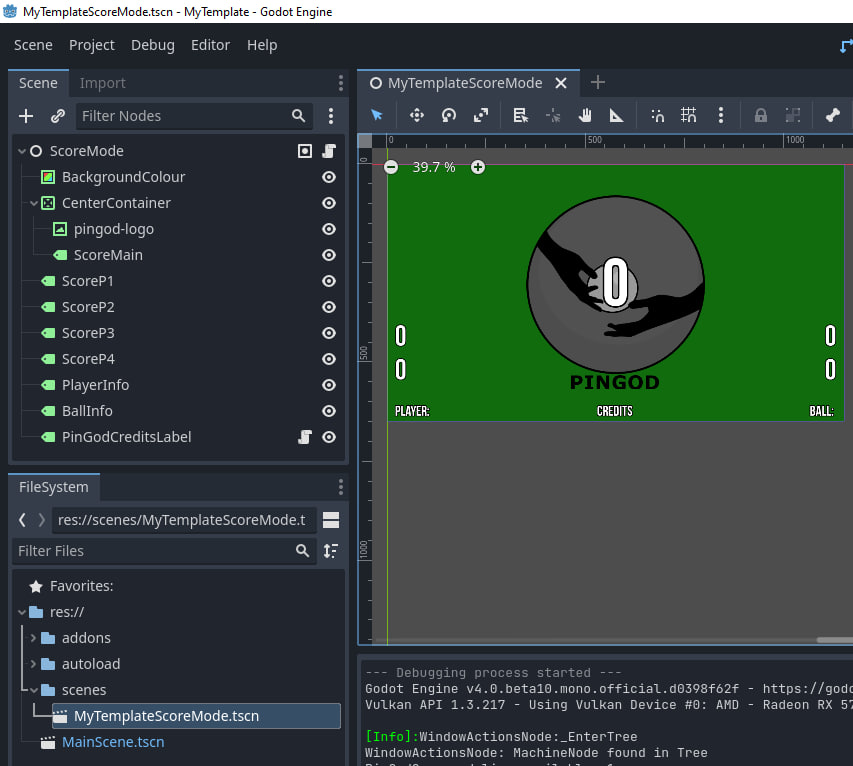 MyTemplateScoreMode.tscn - MyTemplate - Godot Engine
Scene Project Debug Editor Help
Scene Import
Filter Nodes
ScoreMode
BackgroundColour
CenterContainer
pingod-logo
ScoreMain
ScoreP1
ScoreP2
ScoreP3
ScoreP4
PlayerInfo
BallInfo
PinGodCreditsLabel
FileSystem
res://scenes/MyTemplateScoreMode.t
Filter Files
Favorites:
res://
addons
autoload
scenes
MyTemplateScoreMode.tscn
MainScene.tscn
MyTemplateScoreMode
0 500 1000
0
500
1000
39.7 %
0
0 0
0 0
PINGOD
PLAYER: CREDITS BALL:
--- Debugging process started ---
Godot Engine v4.0.beta10.mono.official.d0398f62f - https://godo
Vulkan API 1.3.217 - Using Vulkan Device #0: AMD - Radeon RX 57
[Info]:WindowActionsNode:_EnterTree
WindowActionsNode: MachineNode found in Tree